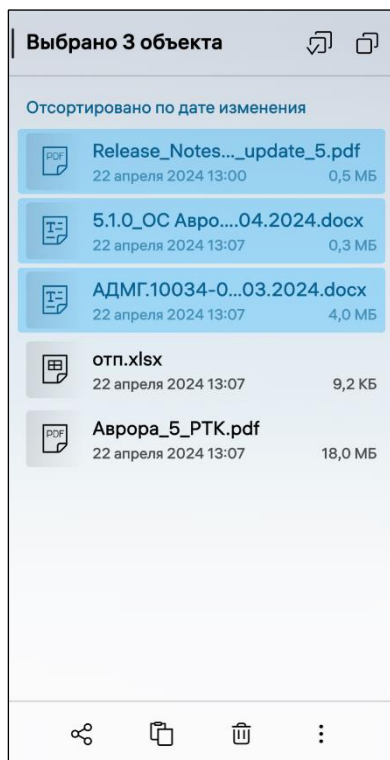 Выбрано 3 объекта
Отсортировано по дате изменения
PDF
Release_Notes..._update_5.pdf
22 апреля 2024 13:00 0,5 МБ
5.1.0_ОС Авро....04.2024.docx
22 апреля 2024 13:07 0,3 МБ
АДМГ.10034-0...03.2024.docx
22 апреля 2024 13:07 4,0 МБ
отп.xlsx
22 апреля 2024 13:07 9,2 КБ
PDF
Аврора_5_РТК.pdf
22 апреля 2024 13:07 18,0 МБ